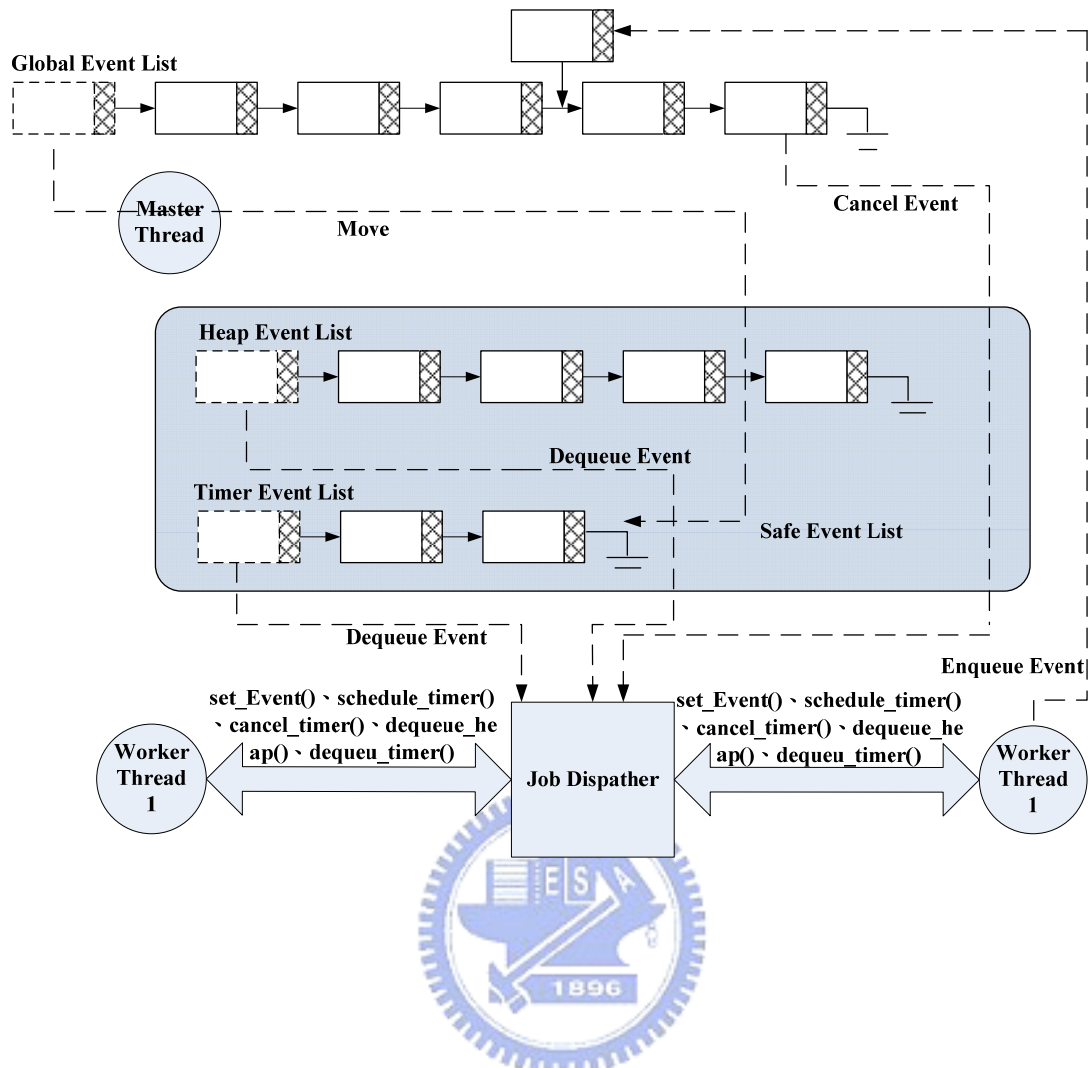 Global Event List
Master
Thread
Move
Cancel Event
Heap Event List
Dequeue Event
Timer Event List
Safe Event List
Dequeue Event
Enqueue Event
set_Event()、schedule_timer()
、cancel_timer()、dequeue_he
ap()、dequeu_timer()
set_Event()、schedule_timer()
、cancel_timer()、dequeue_he
ap()、dequeu_timer()
Worker
Thread
1
Job Dispather
Worker
Thread
1
E S A
1896